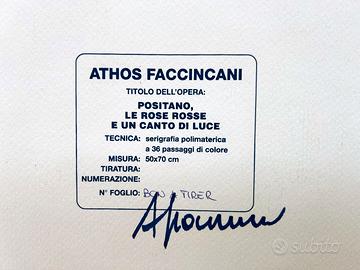 ATHOS FACCINCANI
TITOLO DELL'OPERA:
POSITANO,
LE ROSE ROSSE
E UN CANTO DI LUCE
TECNICA: serigrafia polimaterica
a 36 passaggi di colore
MISURA: 50x70 cm
TIRATURA:
NUMERAZIONE:
N° FOGLIO: BON A TIRER
subito